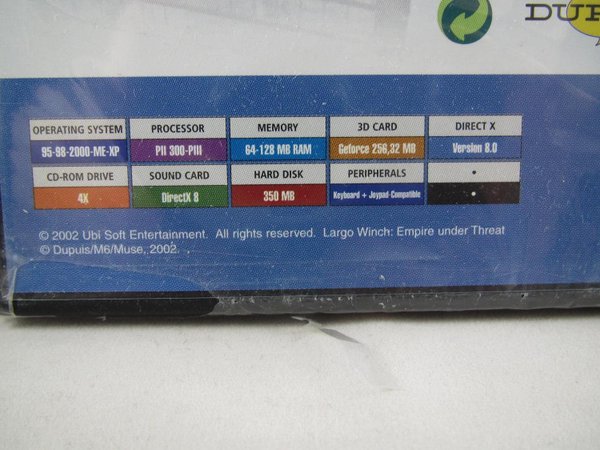 DUP
OPERATING SYSTEM PROCESSOR MEMORY 3D CARD DIRECT X
95-98-2000-ME-XP PII 300-PIII 64-128 MB RAM Geforce 256,32 MB Version 8.0
CD-ROM DRIVE SOUND CARD HARD DISK PERIPHERALS •
4X DirectX 8 350 MB Keyboard + Joypad-Compatible •
© 2002 Ubi Soft Entertainment. All rights reserved. Largo Winch: Empire under Threat
© Dupuis/M6/Muse, 2002.